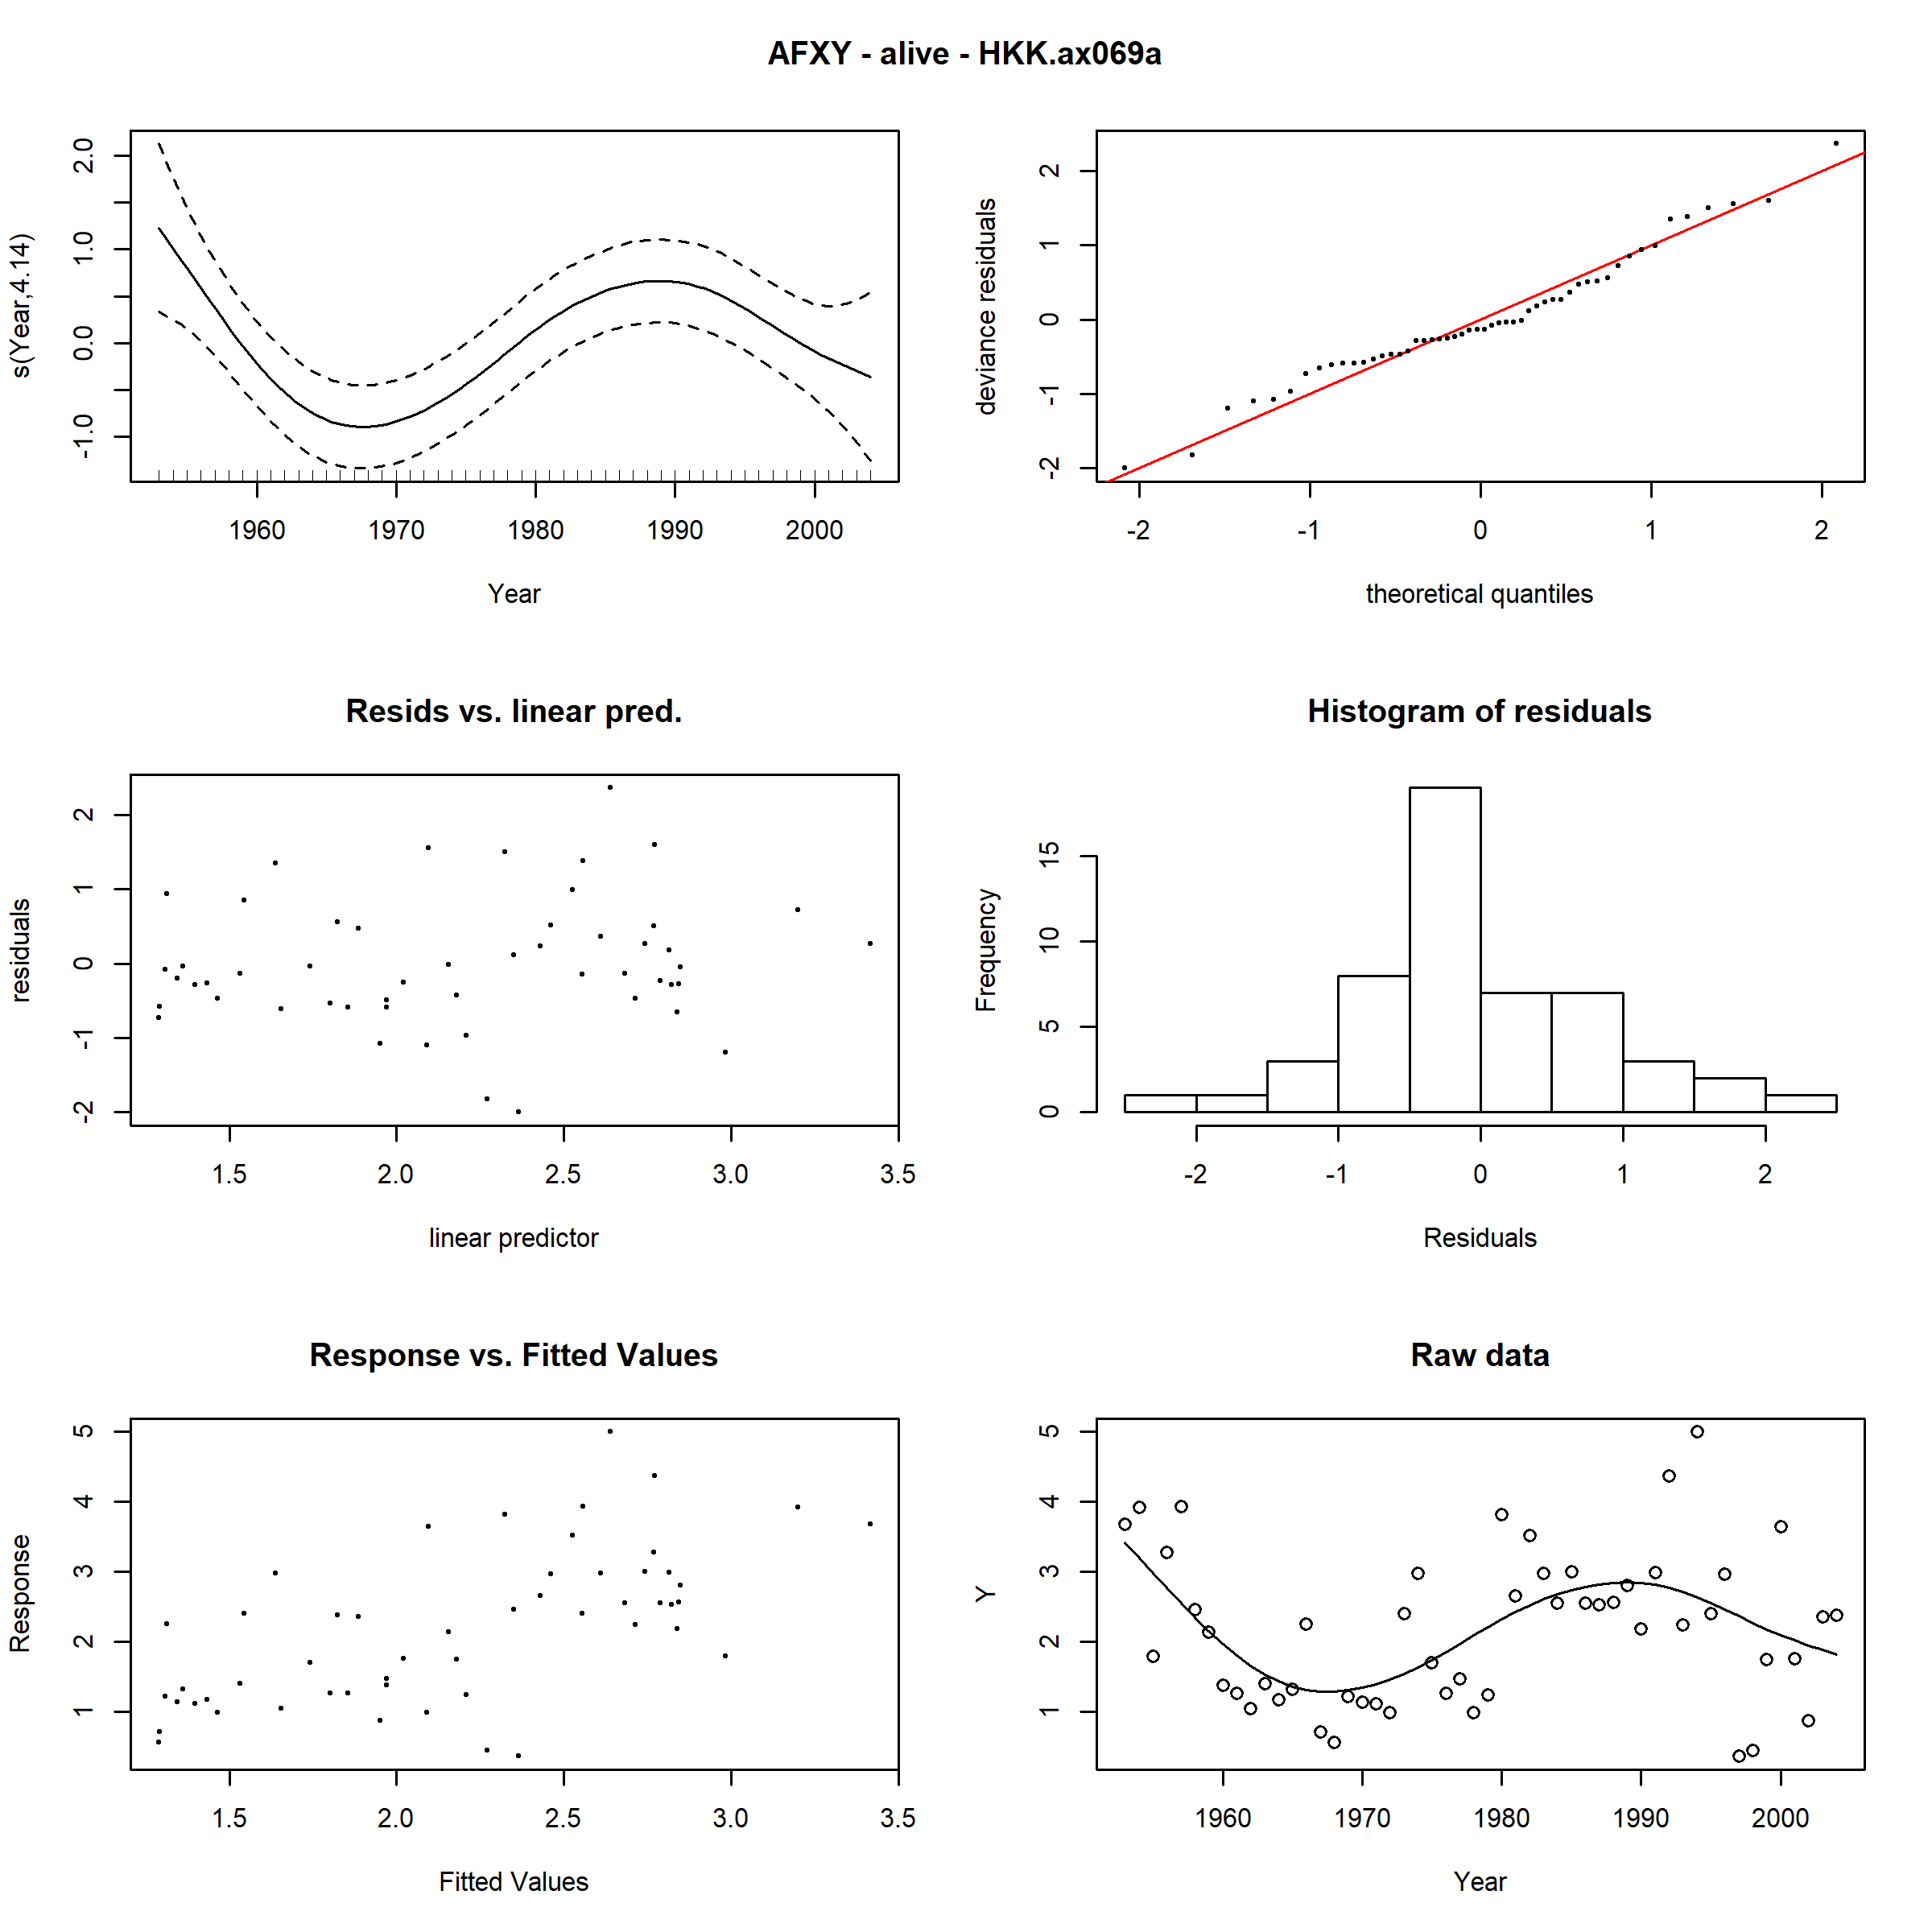 AFXY - alive - HKK.ax069a
s(Year,4.14)
-1.0 0.0 1.0 2.0
1960 1970 1980 1990 2000
Year
deviance residuals
-2 -1 0 1 2
-2 -1 0 1 2
theoretical quantiles
Resids vs. linear pred.
residuals
-2 -1 0 1 2
1.5 2.0 2.5 3.0 3.5
linear predictor
Histogram of residuals
Frequency
0 5 10 15
-2 -1 0 1 2
Residuals
Response vs. Fitted Values
Response
1 2 3 4 5
1.5 2.0 2.5 3.0 3.5
Fitted Values
Raw data
Y
1 2 3 4 5
1960 1970 1980 1990 2000
Year